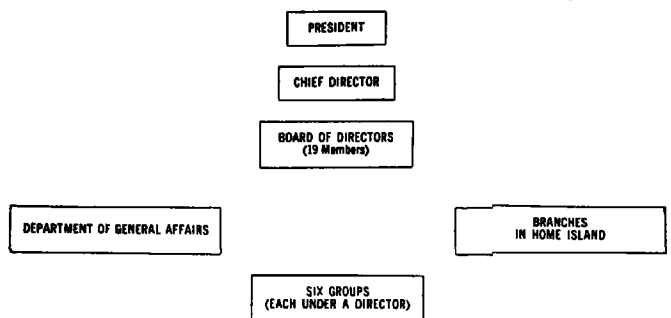 PRESIDENT
CHIEF DIRECTOR
BOARD OF DIRECTORS
(19 Members)
DEPARTMENT OF GENERAL AFFAIRS
BRANCHES
IN HOME ISLAND
SIX GROUPS
(EACH UNDER A DIRECTOR)